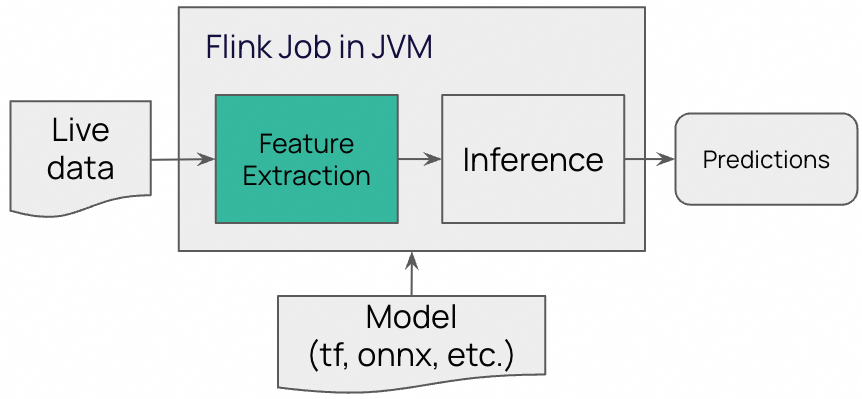 Flink Job in JVM
Live
data
Feature
Extraction
Inference
Predictions
Model
(tf, onnx, etc.)